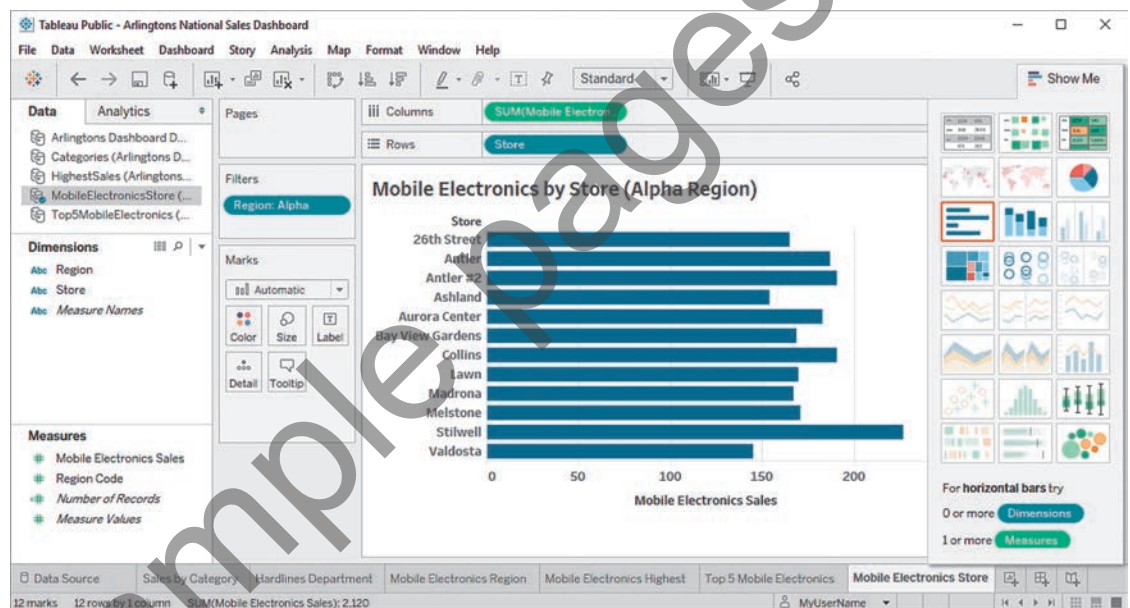 Tableau Public - Arlingtons National Sales Dashboard
File Data Worksheet Dashboard Story Analysis Map Format Window Help
Standard
Show Me
Data Analytics
Arlingtons Dashboard D...
Categories (Arlingtons D...
HighestSales (Arlingtons...
MobileElectronicsStore (...
Top5MobileElectronics (...
Dimensions
Abc Region
Abc Store
Abc Measure Names
Measures
Mobile Electronics Sales
Region Code
Number of Records
Measure Values
Pages
Filters
Region: Alpha
Marks
Automatic
Color Size Label
Detail Tooltip
Columns SUM(Mobile Electron..
Rows Store
Mobile Electronics by Store (Alpha Region)
Store
26th Street
Antler
Antler #2
Ashland
Aurora Center
Bay View Gardens
Collins
Lawn
Madrona
Melstone
Stilwell
Valdosta
0 50 100 150 200
Mobile Electronics Sales
For horizontal bars try
0 or more Dimensions
1 or more Measures
Data Source Sales by Category Hardlines Department Mobile Electronics Region Mobile Electronics Highest Top 5 Mobile Electronics Mobile Electronics Store
12 marks 12 rows by 1 column SUM(Mobile Electronics Sales): 2,120 MyUserName
ample pages